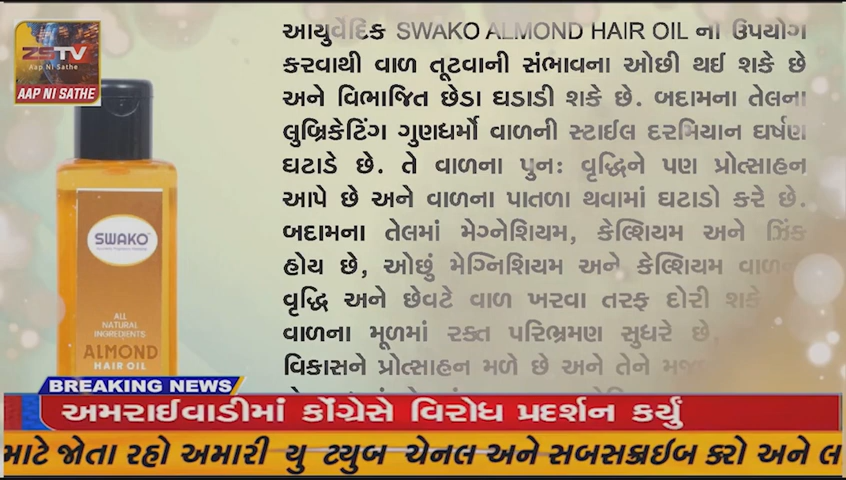 ZSTV
Aap Ni Sathe
AAP NI SATHE
આયુર્વેદિક SWAKO ALMOND HAIR OIL નો ઉપયોગ
કરવાથી વાળ તૂટવાની સંભાવના ઓછી થઈ શકે છે
અને વિભાજિત છેડા ઘડાડી શકે છે. બદામના તેલના
લુબ્રિકેટિંગ ગુણધર્મો વાળની સ્ટાઈલ દરમિયાન ઘર્ષણ
ઘટાડે છે. તે વાળના પુનઃ વૃદ્ધિને પણ પ્રોત્સાહન
આપે છે અને વાળના પાતળા થવામાં ઘટાડો કરે છે.
બદામના તેલમાં મેગ્નેશિયમ, કેલ્શિયમ અને ઝિંક
હોય છે, ઓછું મેગ્નિશિયમ અને કેલ્શિયમ વાળના
વૃદ્ધિ અને છેવટે વાળ ખરવા તરફ દોરી શકે
વાળના મૂળમાં રક્ત પરિભ્રમણ સુધરે છે,
વિકાસને પ્રોત્સાહન મળે છે અને તેને
SWAKO
ALL
NATURAL
INGREDIENTS
ALMOND
HAIR OIL
BREAKING NEWS
અમરાઈવાડીમાં કોંગ્રેસે વિરોધ પ્રદર્શન કર્યું
માટે જોતા રહો અમારી યુ ટ્યુબ ચેનલ અને સબસક્રાઇબ કરો અને લા